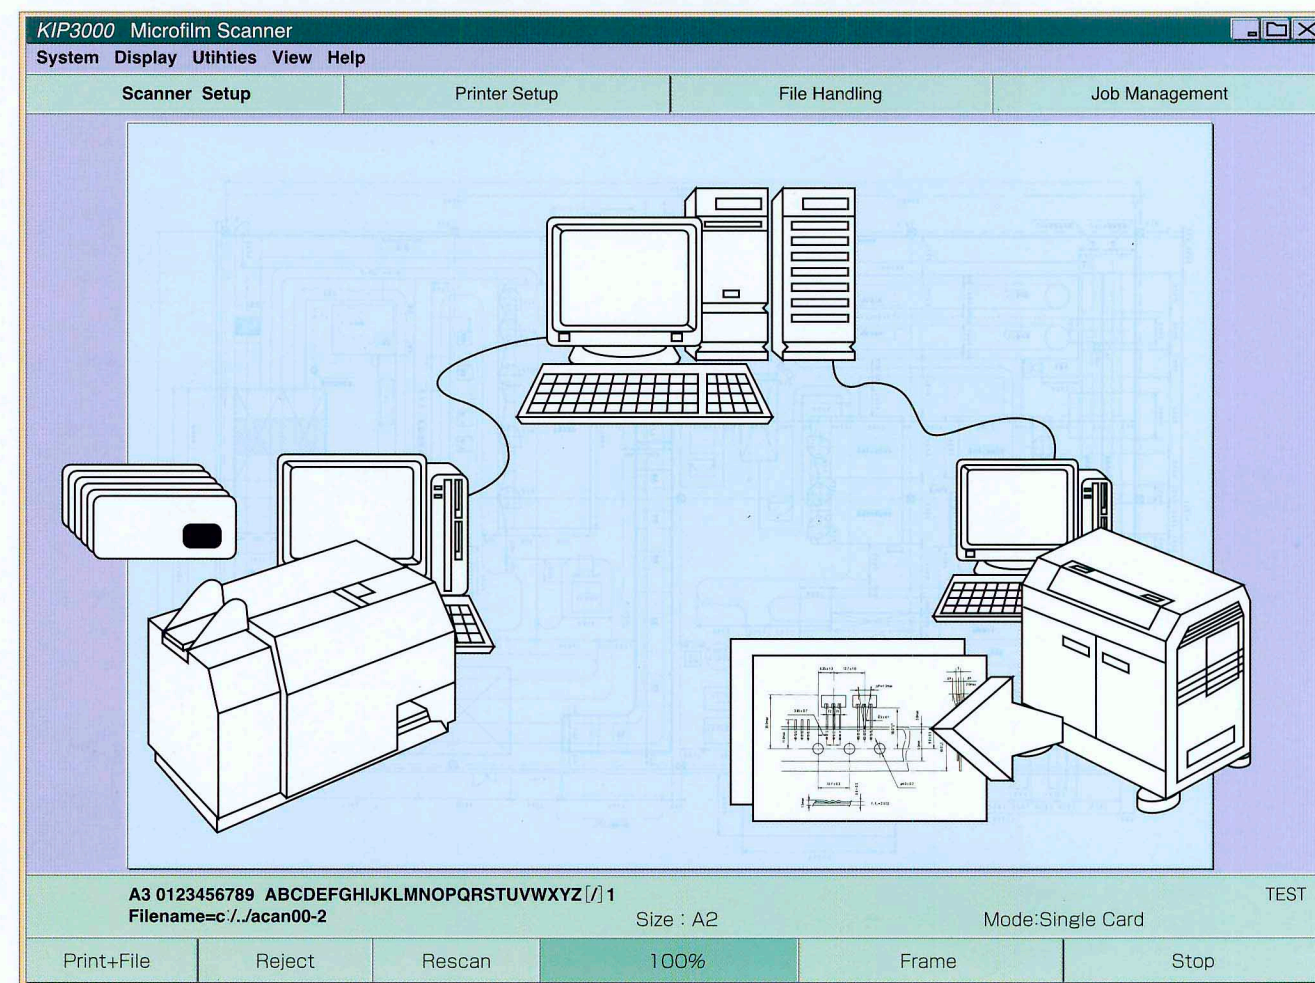 KIP3000 Microfilm Scanner
System Display Utihties View Help
Scanner Setup Printer Setup File Handling Job Management
A3 0123456789 ABCDEFGHIJKLMNOPQRSTUVWXYZ [/] 1 TEST
Filename=c:/../acan00-2 Size : A2 Mode:Single Card
Print+File Reject Rescan 100% Frame Stop